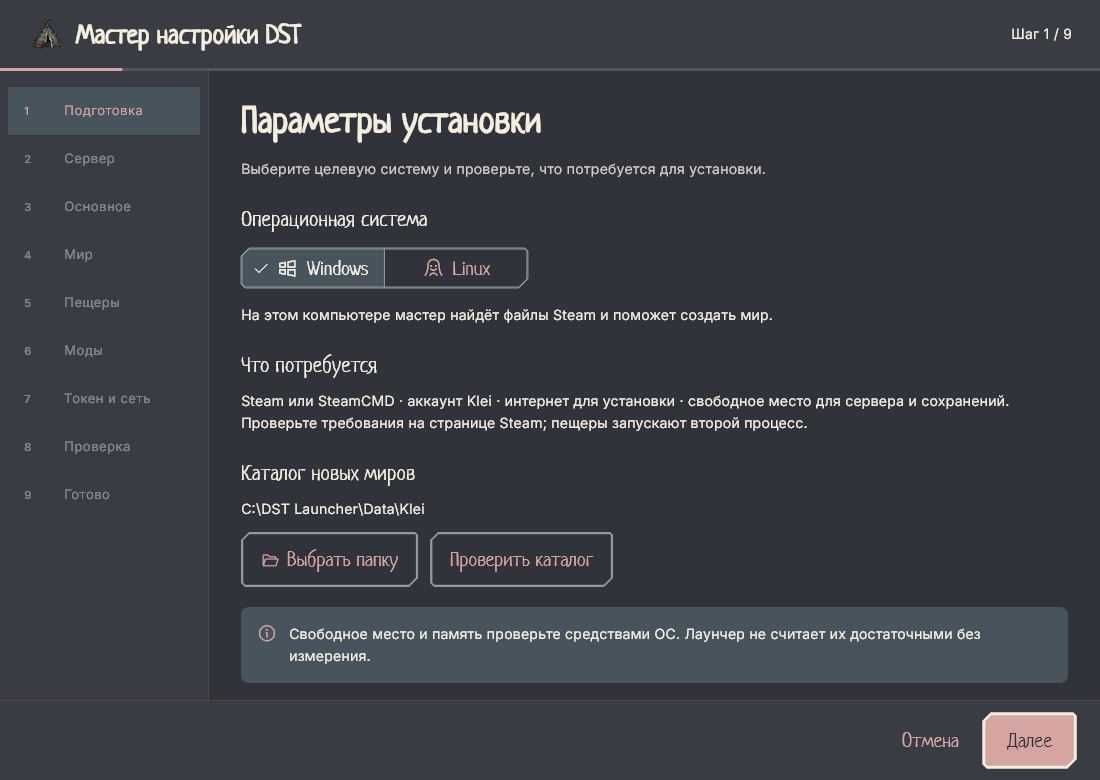 Мастер настройки DST
Шаг 1 / 9
1 Подготовка
2 Сервер
3 Основное
4 Мир
5 Пещеры
6 Моды
7 Токен и сеть
8 Проверка
9 Готово
Параметры установки
Выберите целевую систему и проверьте, что потребуется для установки.
Операционная система
Windows
Linux
На этом компьютере мастер найдёт файлы Steam и поможет создать мир.
Что потребуется
Steam или SteamCMD · аккаунт Klei · интернет для установки · свободное место для сервера и сохранений.
Проверьте требования на странице Steam; пещеры запускают второй процесс.
Каталог новых миров
C:\DST Launcher\Data\Klei
Выбрать папку
Проверить каталог
Свободное место и память проверьте средствами ОС. Лаунчер не считает их достаточными без
измерения.
Отмена
Далее